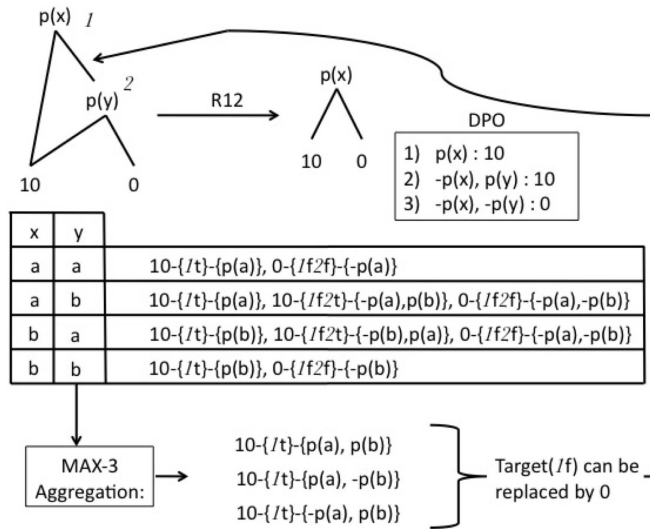 p(x) 1
2
p(x)
p(y)
R12
10 0
10 0
DPO
1) p(x) : 10
2) -p(x), p(y) : 10
3) -p(x), -p(y) : 0
x y
a a 10-{1t}-{p(a)}, 0-{1f2f}-{-p(a)}
a b 10-{1t}-{p(a)}, 10-{1f2t}-{-p(a),p(b)}, 0-{1f2f}-{-p(a),-p(b)}
b a 10-{1t}-{p(b)}, 10-{1f2t}-{-p(b),p(a)}, 0-{1f2f}-{-p(a),-p(b)}
b b 10-{1t}-{p(b)}, 0-{1f2f}-{-p(b)}
MAX-3
Aggregation:
10-{1t}-{p(a), p(b)}
10-{1t}-{p(a), -p(b)}
10-{1t}-{-p(a), p(b)}
Target(1f) can be
replaced by 0